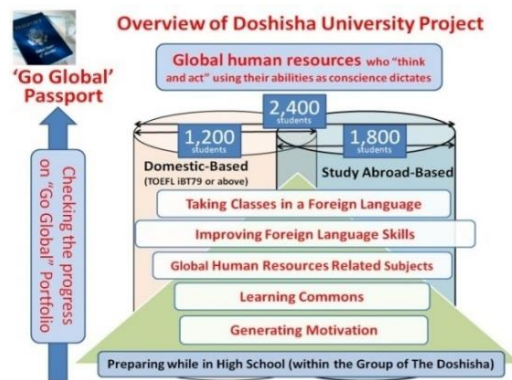 Overview of Doshisha University Project
'Go Global'
Passport
Global human resources who "think
and act" using their abilities as conscience dictates
2,400
students
1,200
students
1,800
students
Domestic-Based
(TOEFL iBT79 or above)
Study Abroad-Based
Checking the progress
on "Go Global" Portfolio
Taking Classes in a Foreign Language
Improving Foreign Language Skills
Global Human Resources Related Subjects
Learning Commons
Generating Motivation
Preparing while in High School (within the Group of The Doshisha)